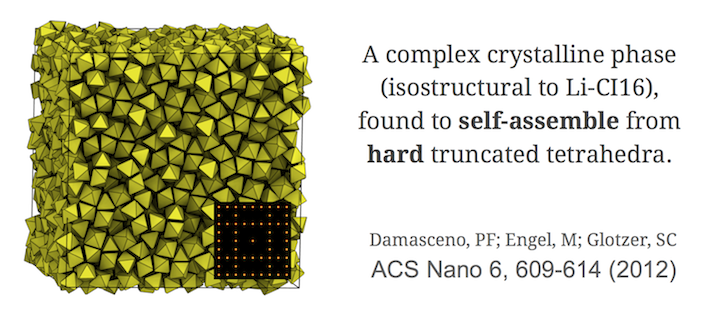 A complex crystalline phase
(isostructural to Li-CI16),
found to self-assemble from
hard truncated tetrahedra.
Damasceno, PF; Engel, M; Glotzer, SC
ACS Nano 6, 609-614 (2012)